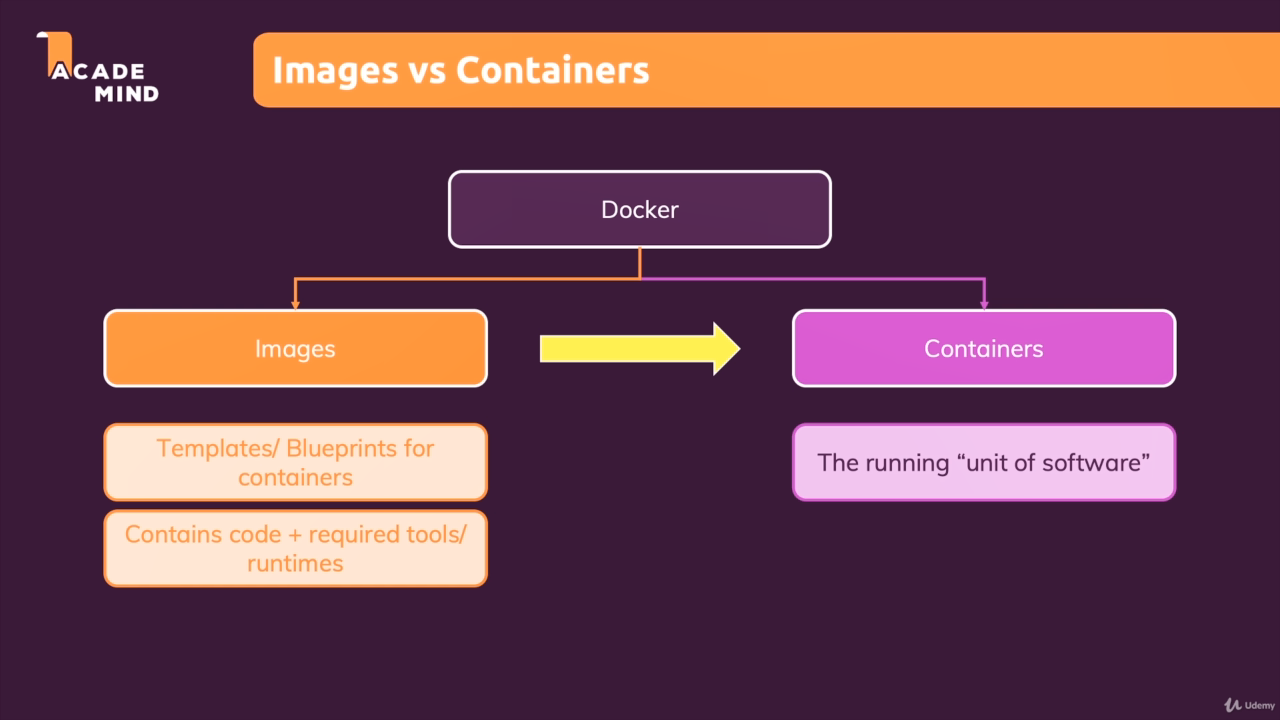 ACADE
MIND
Images vs Containers
Docker
Images
Containers
Templates/ Blueprints for
containers
The running “unit of software”
Contains code + required tools/
runtimes
Udemy